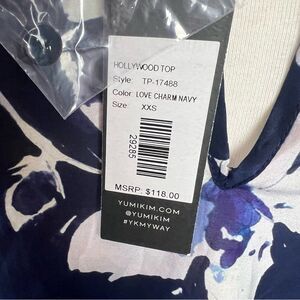 HOLLYWOOD TOP
Style: TP-17488
Color: LOVE CHARM NAVY
Size: XXS
29285
MSRP: $118.00
YUMIKIM.COM
@YUMIKIM
#YKMYWAY